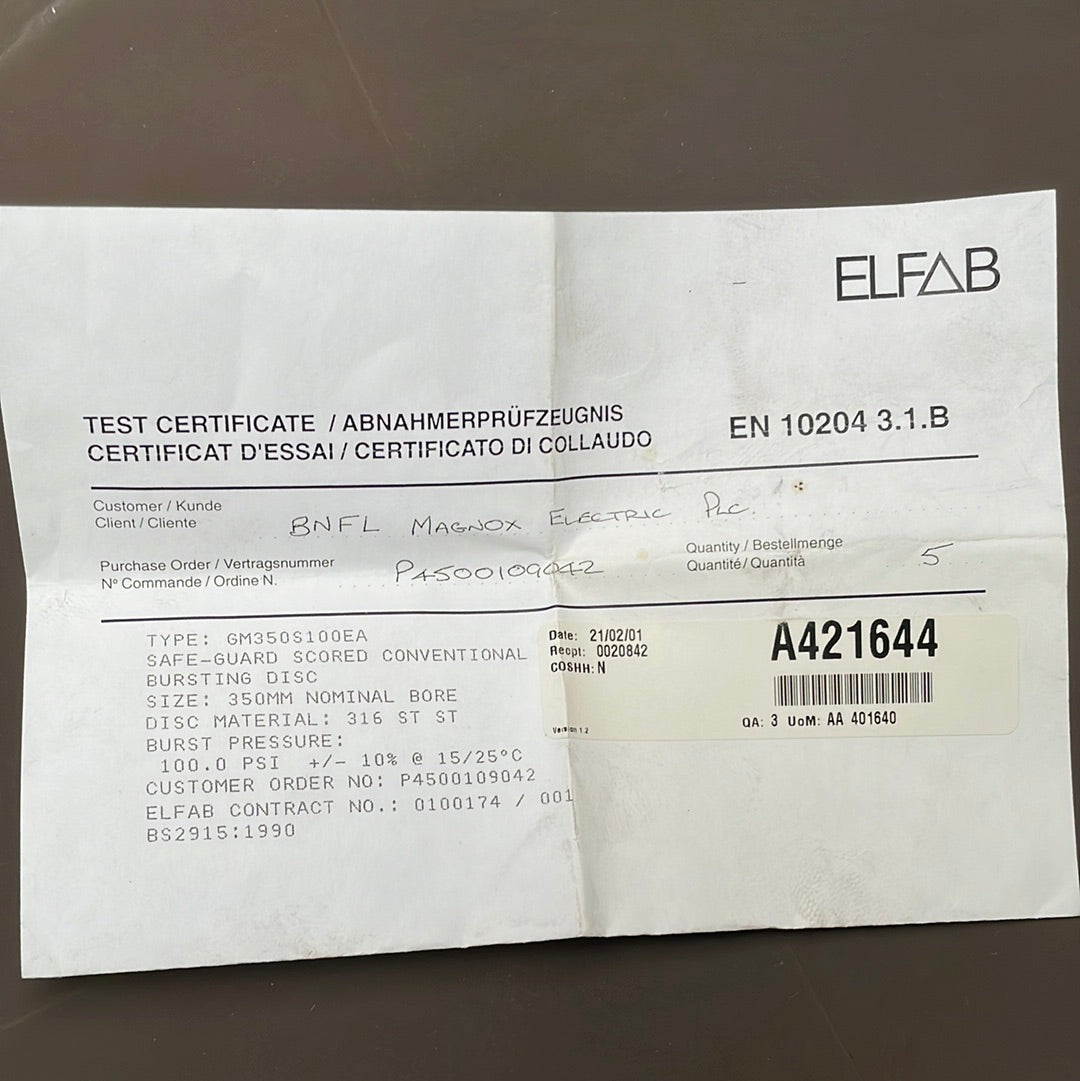 ELFAB
TEST CERTIFICATE / ABNAHMERPRÜFZEUGNIS
CERTIFICAT D'ESSAI / CERTIFICATO DI COLLAUDO
EN 10204 3.1.B
Customer / Kunde
Client / Cliente
BNFL MAGNOX ELECTRIC PLC.
Purchase Order / Vertragsnummer
Nº Commande / Ordine N.
P4500109042
Quantity / Bestellmenge
Quantité / Quantità
5
TYPE: GM350S100EA
SAFE-GUARD SCORED CONVENTIONAL
BURSTING DISC
SIZE: 350MM NOMINAL BORE
DISC MATERIAL: 316 ST ST
BURST PRESSURE:
100.0 PSI +/- 10% @ 15/25°C
CUSTOMER ORDER NO: P4500109042
ELFAB CONTRACT NO.: 0100174 / 001
BS2915:1990
Date: 21/02/01
Recpt: 0020842
COSHH: N
Version 1.2
A421644
QA: 3 UoM: AA 401640